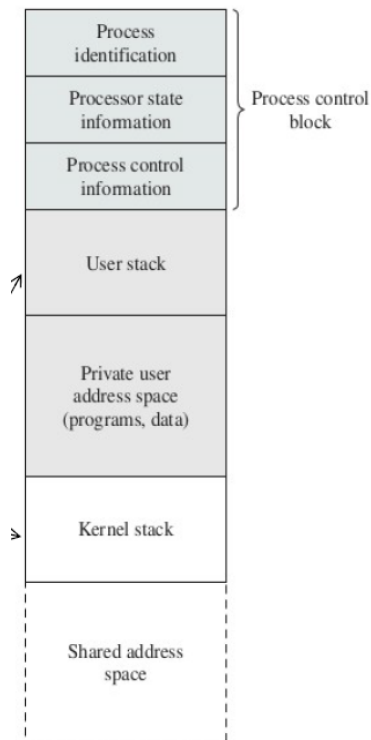 Process
identification
Processor state
information
Process control
block
Process control
information
User stack
Private user
address space
(programs, data)
Kernel stack
Shared address
space